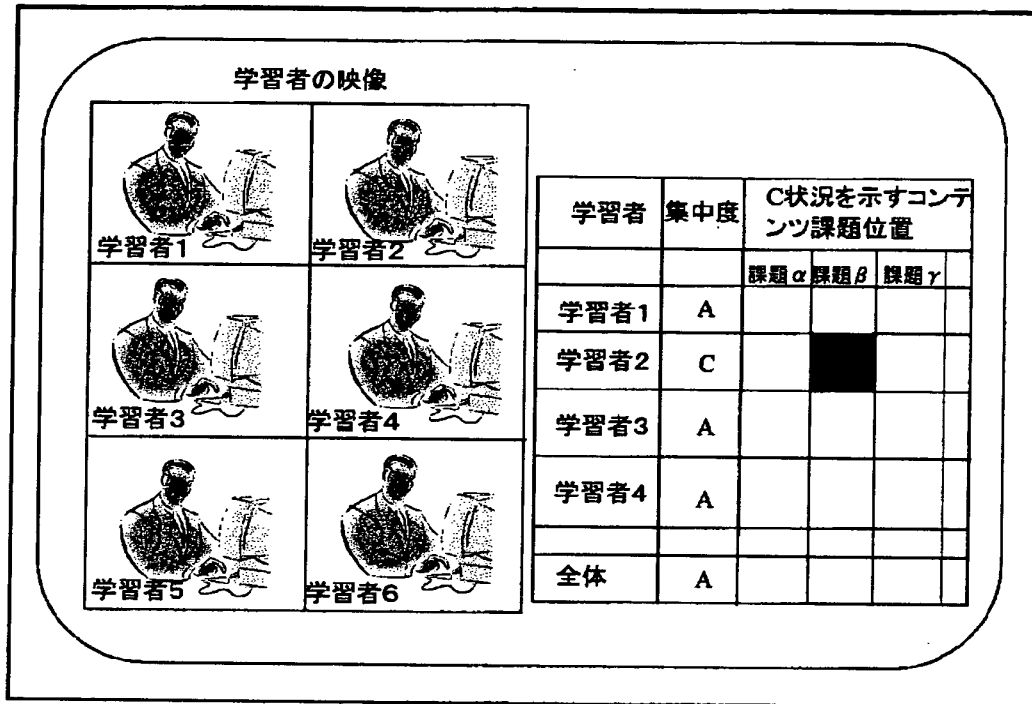 学習者の映像
学習者1
学習者2
学習者3
学習者4
学習者5
学習者6
学習者 集中度 C状況を示すコンテ
ンツ課題位置
課題α 課題β 課題γ
学習者1 A
学習者2 C
学習者3 A
学習者4 A
全体 A